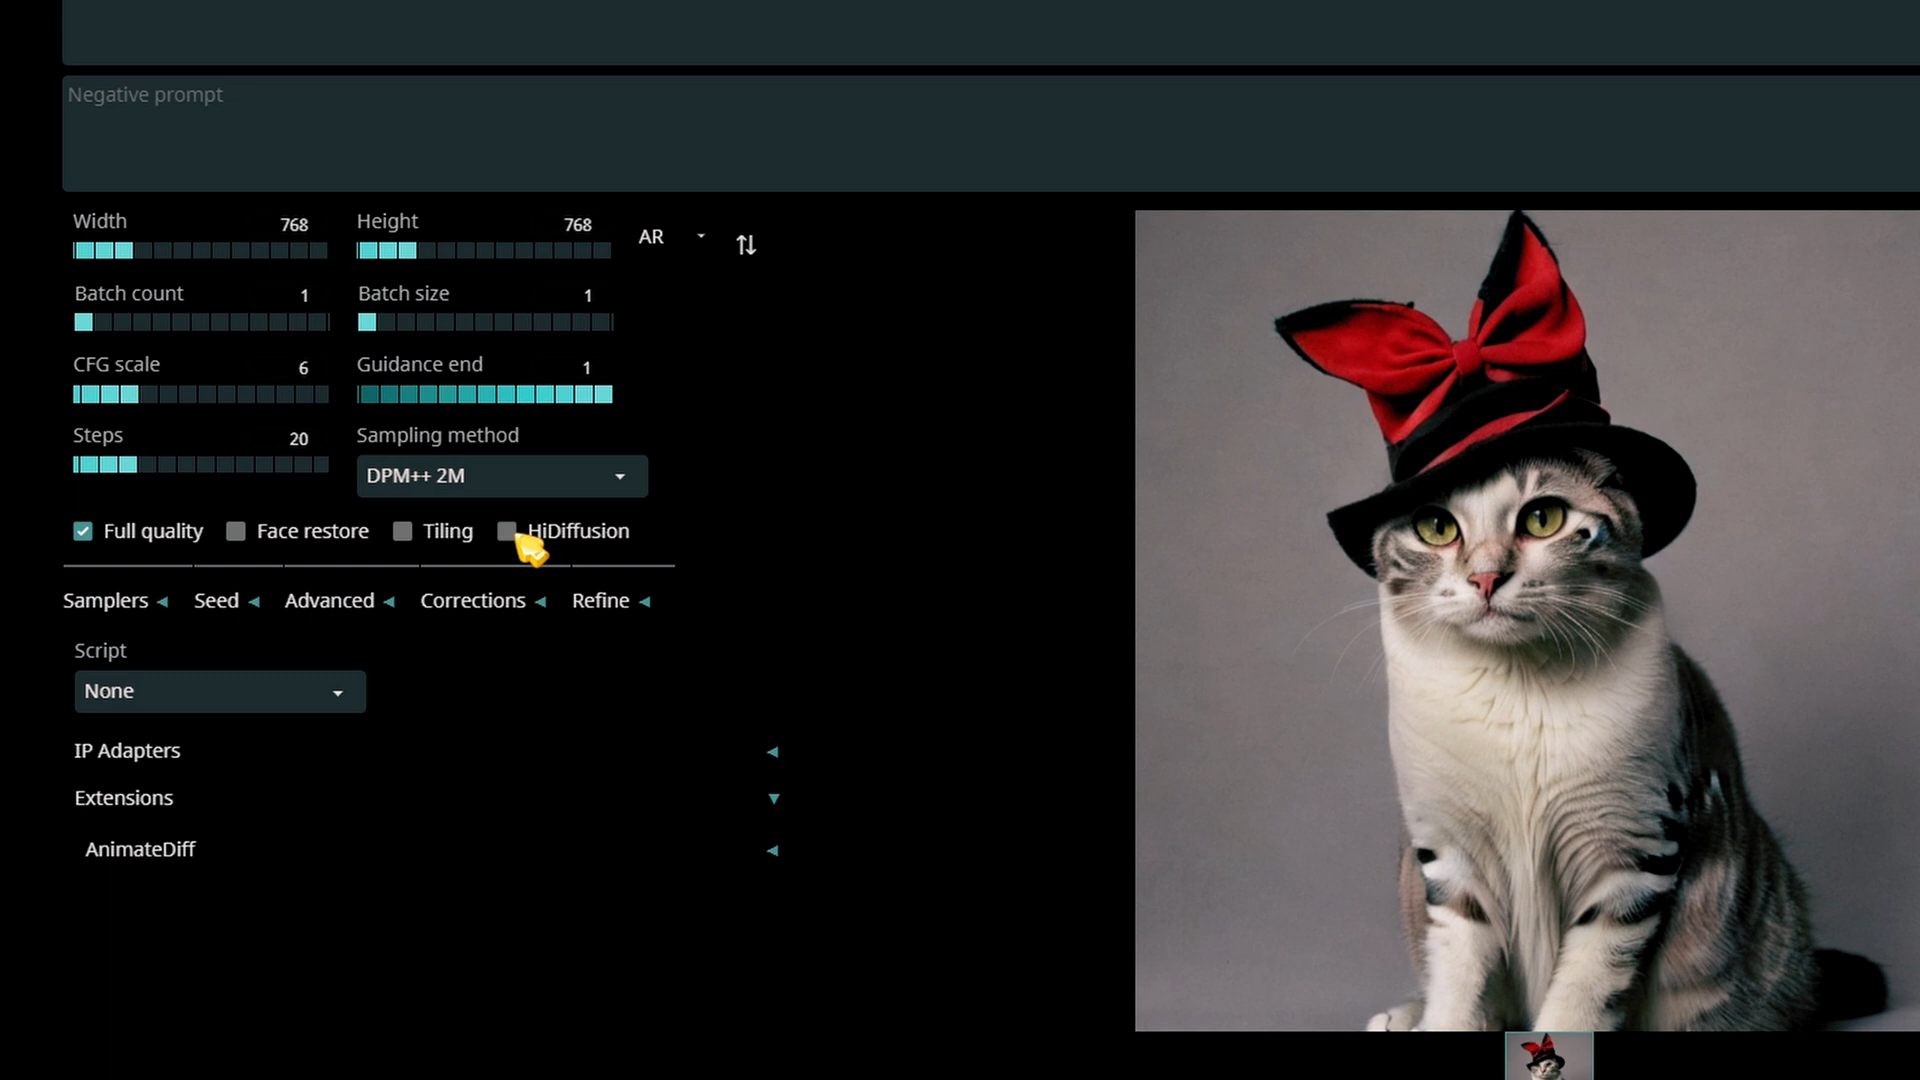 Negative prompt
Width 768 Height 768 AR
Batch count 1 Batch size 1
CFG scale 6 Guidance end 1
Steps 20 Sampling method
DPM++ 2M
Full quality Face restore Tiling HiDiffusion
Samplers Seed Advanced Corrections Refine
Script
None
IP Adapters
Extensions
AnimateDiff